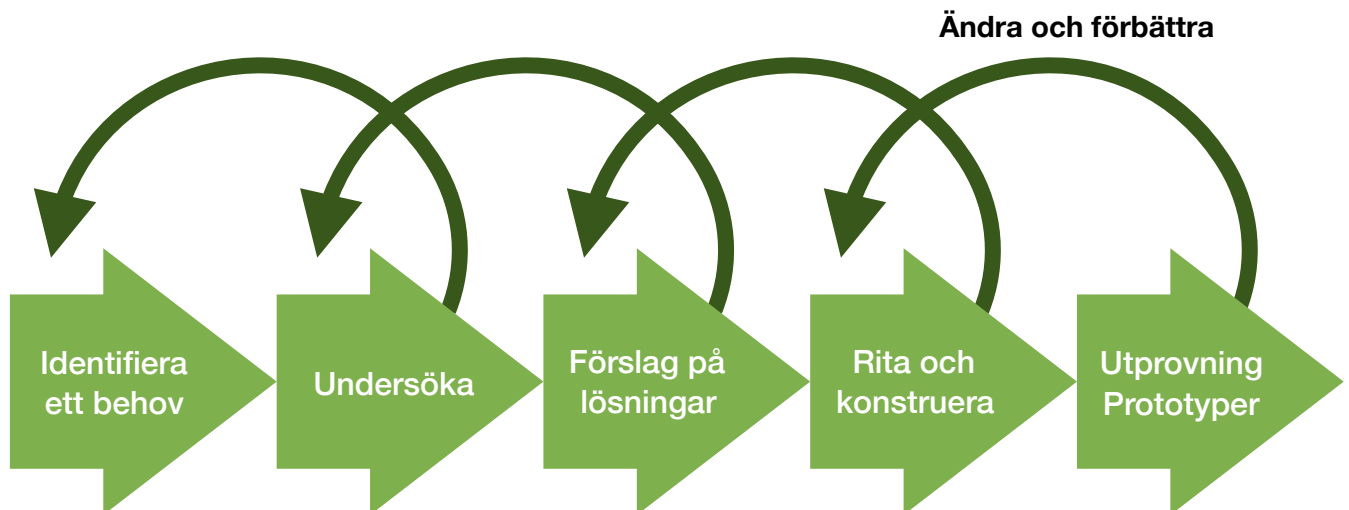 Ändra och förbättra
Identifiera
ett behov
Undersöka
Förslag på
lösningar
Rita och
konstruera
Utprovning
Prototyper